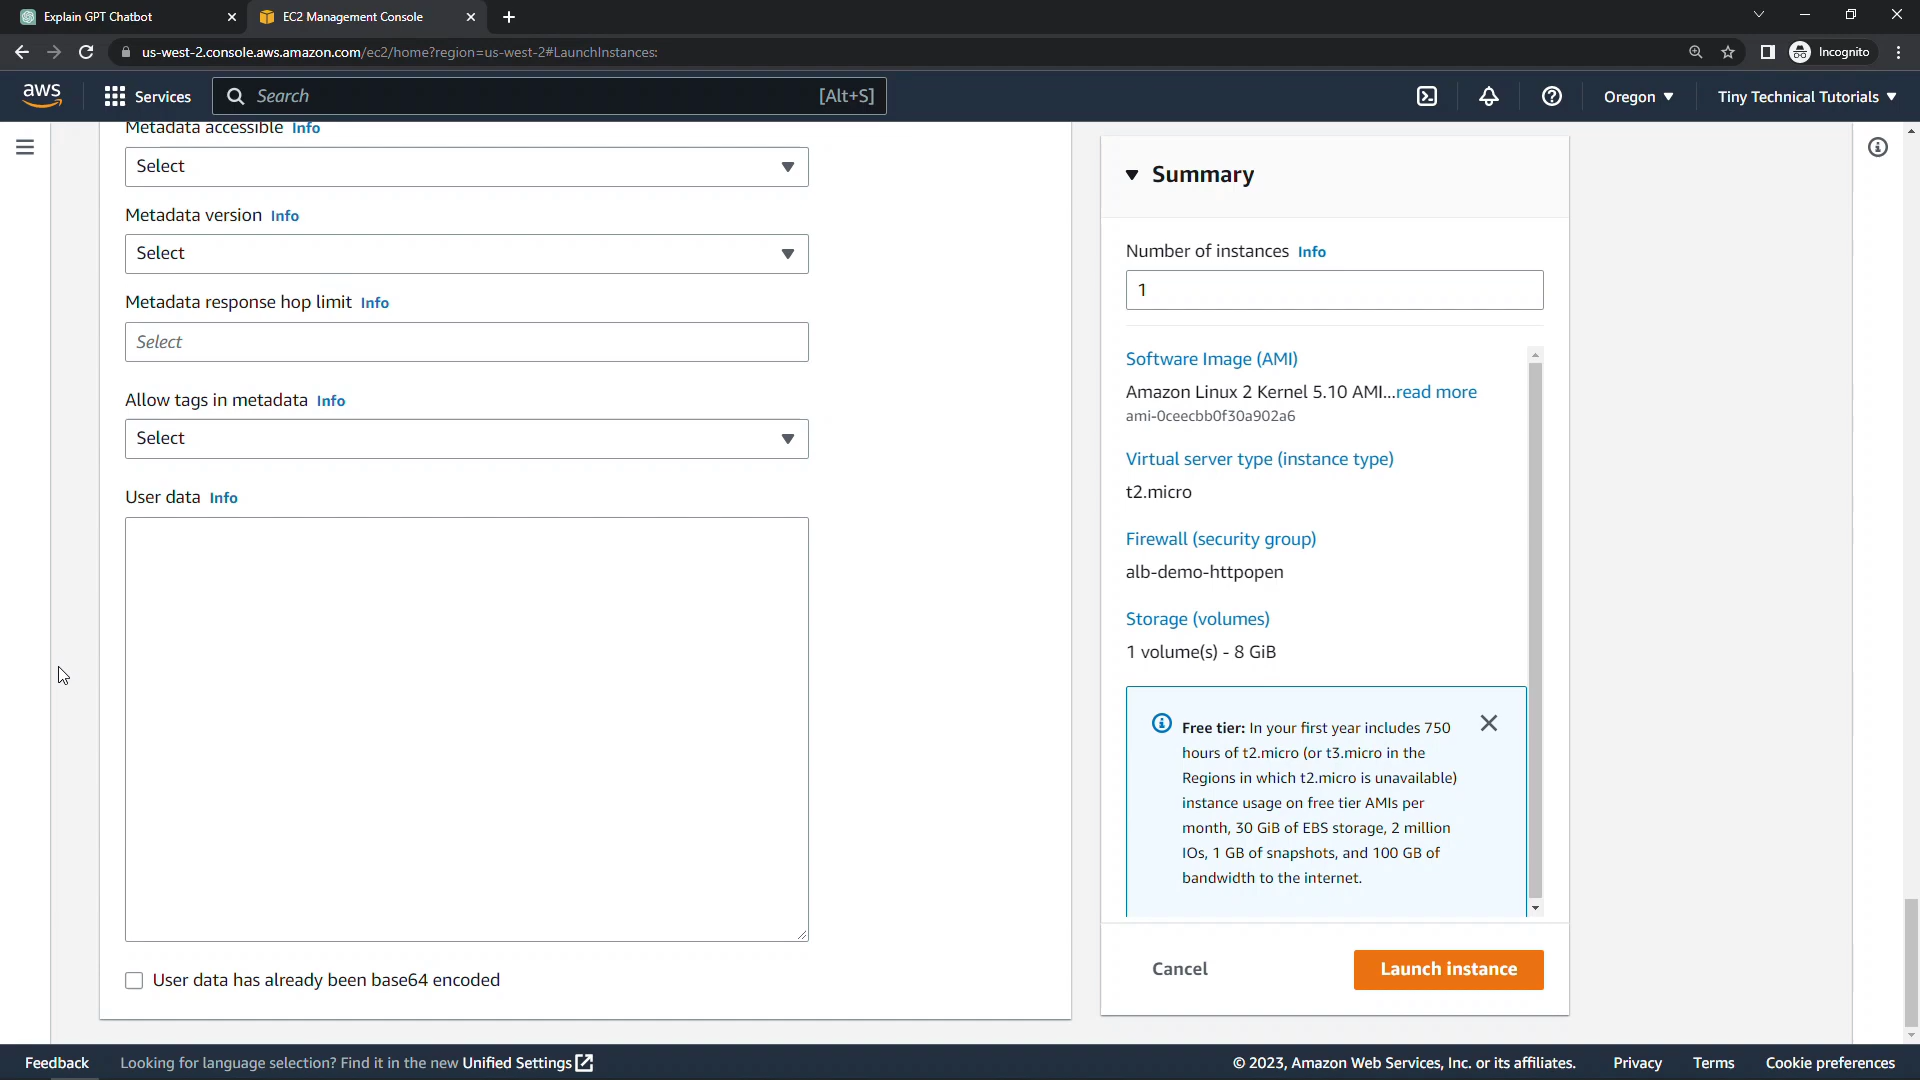 Explain GPT Chatbot
EC2 Management Console
us-west-2.console.aws.amazon.com/ec2/home?region=us-west-2#LaunchInstances:
Incognito
aws
Services
Search
[Alt+S]
Oregon
Tiny Technical Tutorials
Metadata accessible Info
Select
Metadata version Info
Select
Metadata response hop limit Info
Select
Allow tags in metadata Info
Select
User data Info
User data has already been base64 encoded
Summary
Number of instances Info
1
Software Image (AMI)
Amazon Linux 2 Kernel 5.10 AMI...read more
ami-0ceecbb0f30a902a6
Virtual server type (instance type)
t2.micro
Firewall (security group)
alb-demo-httpopen
Storage (volumes)
1 volume(s) - 8 GiB
Free tier: In your first year includes 750
hours of t2.micro (or t3.micro in the
Regions in which t2.micro is unavailable)
instance usage on free tier AMIs per
month, 30 GiB of EBS storage, 2 million
IOs, 1 GB of snapshots, and 100 GB of
bandwidth to the internet.
Cancel
Launch instance
Feedback
Looking for language selection? Find it in the new Unified Settings
© 2023, Amazon Web Services, Inc. or its affiliates.
Privacy
Terms
Cookie preferences